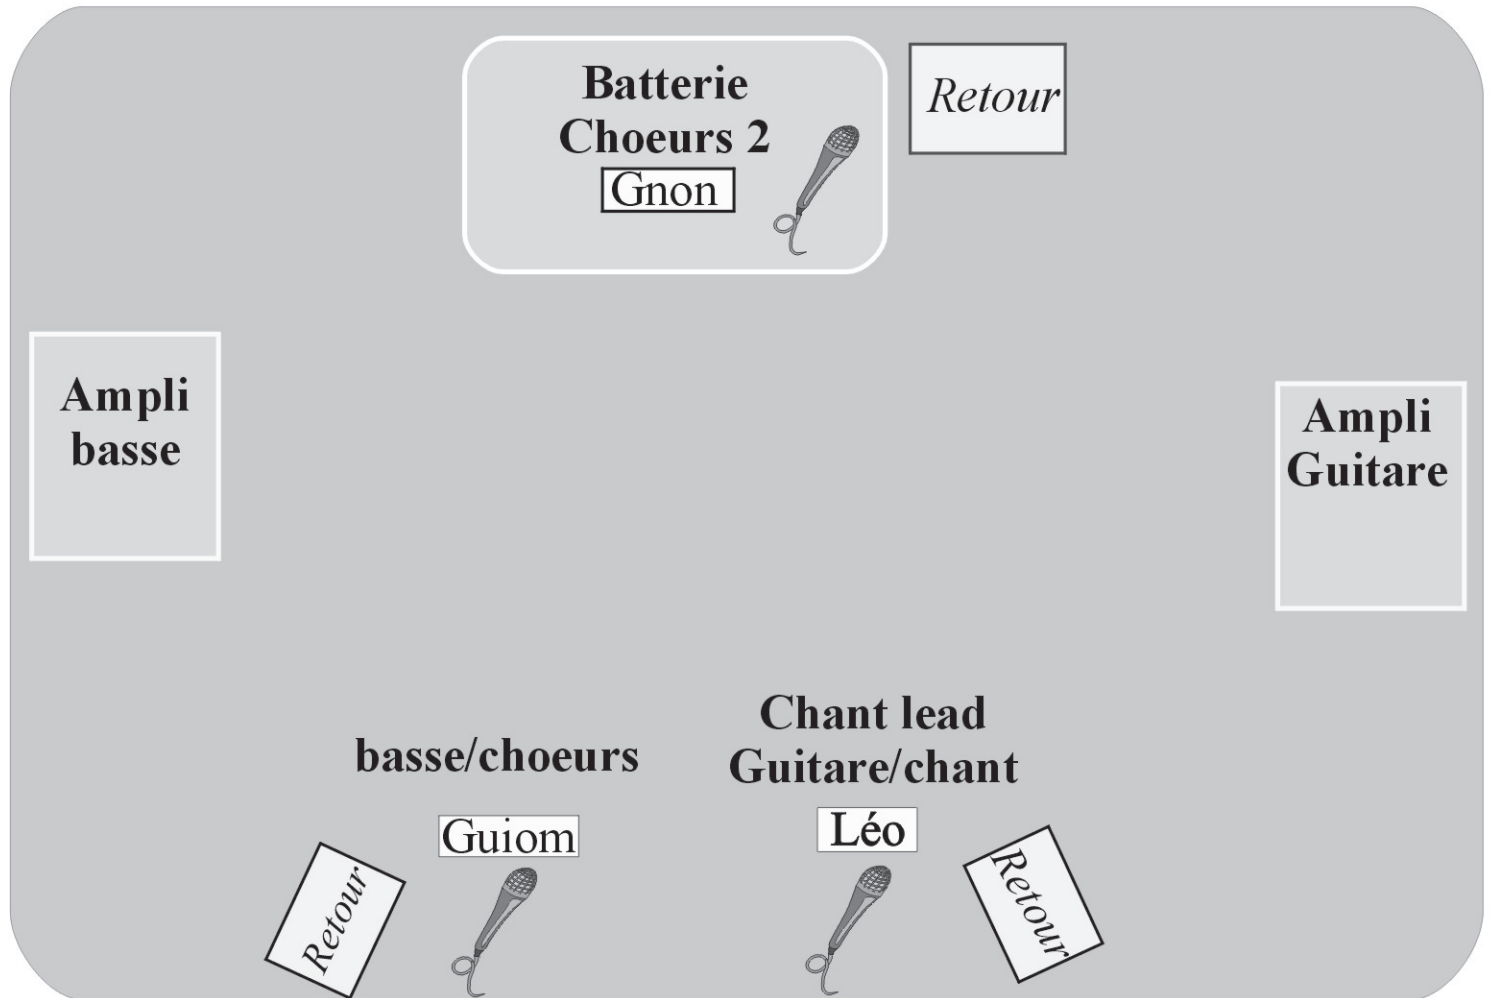 Batterie
Choeurs 2
Gnon
Retour
Ampli
basse
Ampli
Guitare
basse/choeurs
Guiom
Chant lead
Guitare/chant
Léo
Retour
Retour